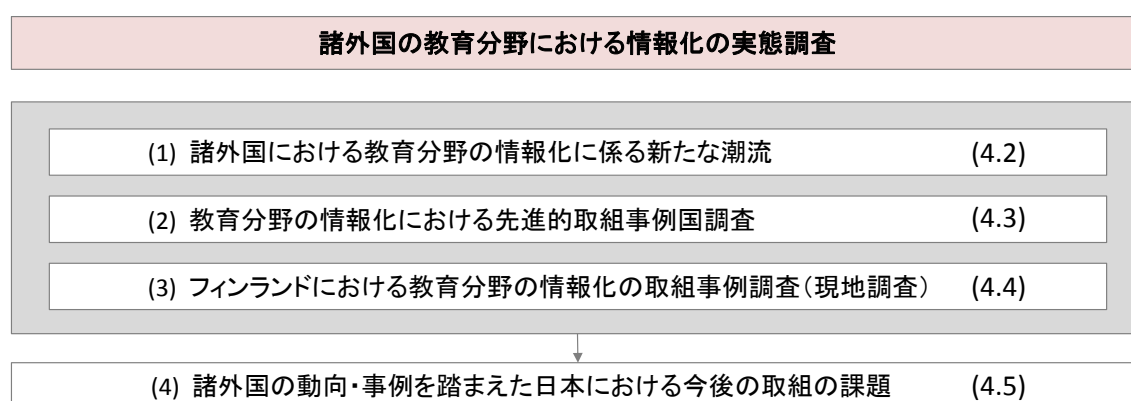 諸外国の教育分野における情報化の実態調査
(1) 諸外国における教育分野の情報化に係る新たな潮流 (4.2)
(2) 教育分野の情報化における先進的取組事例国調査 (4.3)
(3) フィンランドにおける教育分野の情報化の取組事例調査(現地調査) (4.4)
(4) 諸外国の動向・事例を踏まえた日本における今後の取組の課題 (4.5)